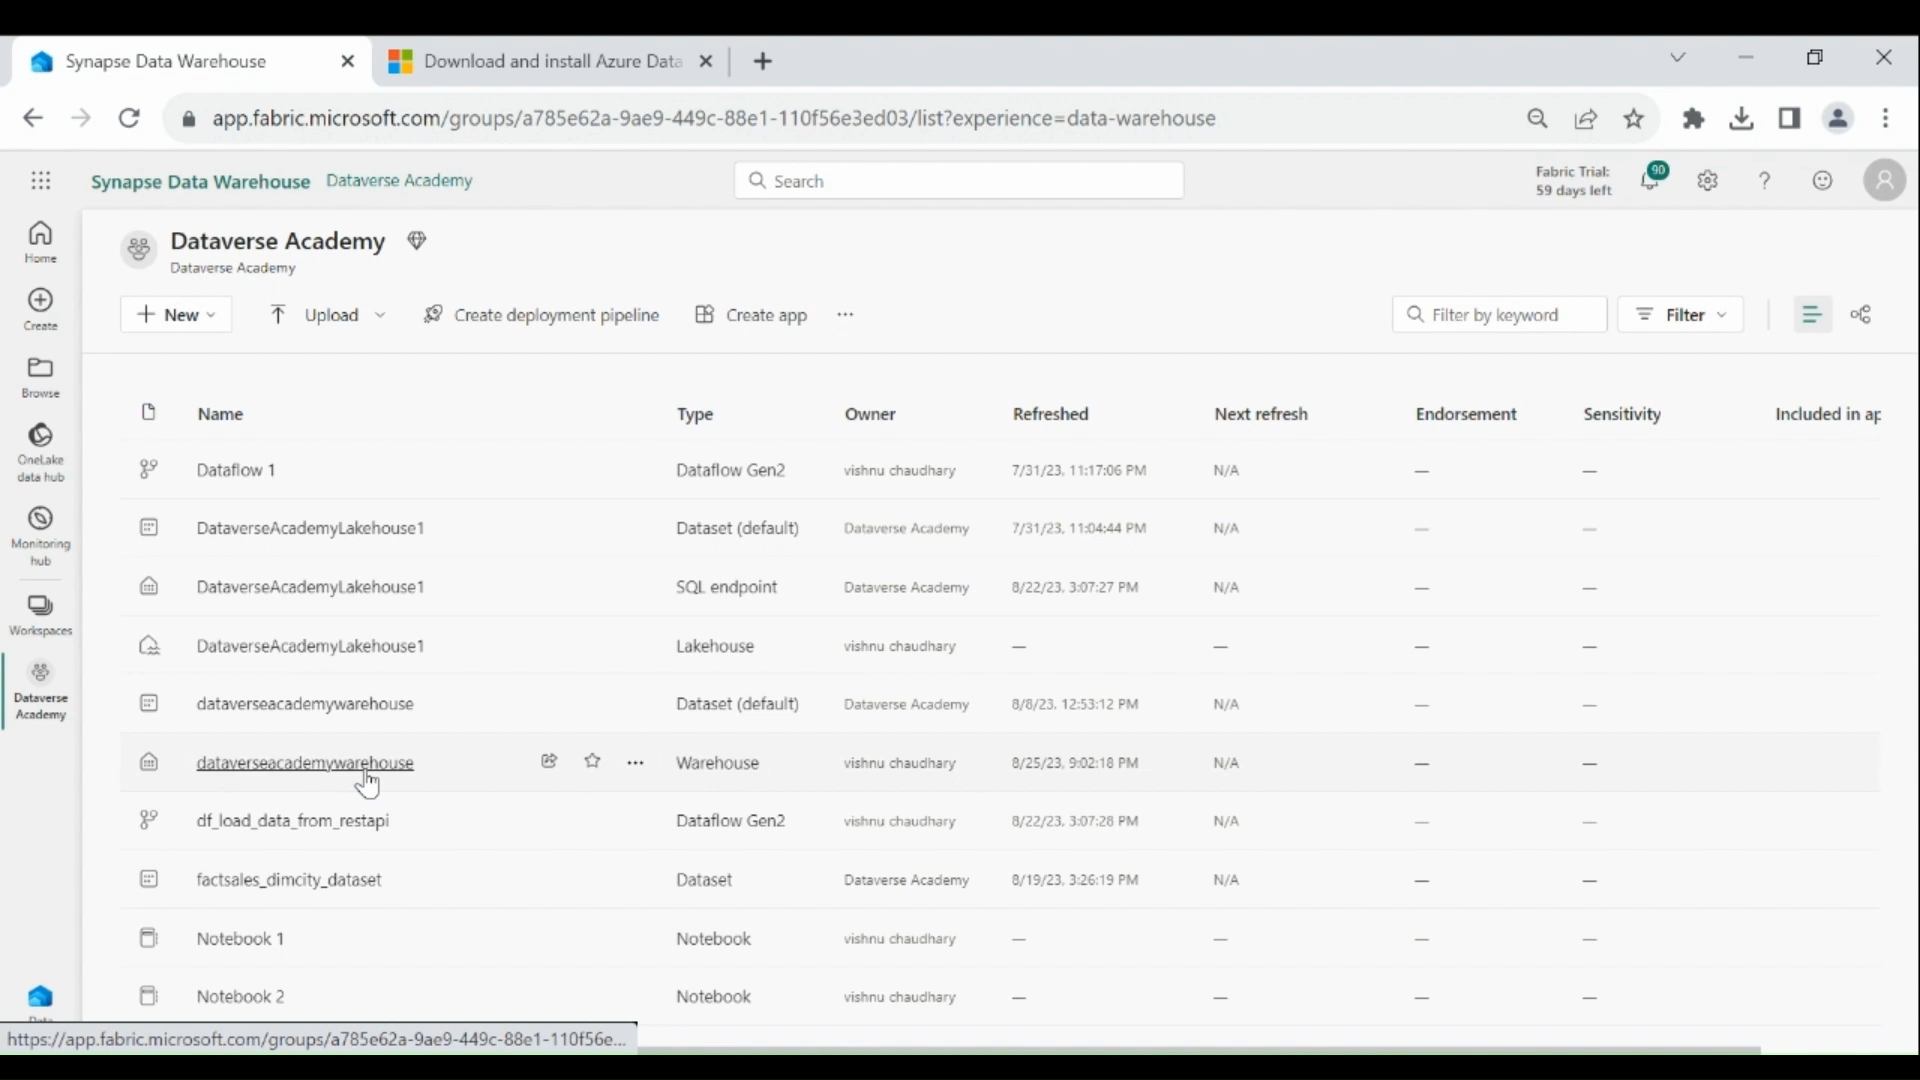 Synapse Data Warehouse
Download and install Azure Data
app.fabric.microsoft.com/groups/a785e62a-9ae9-449c-88e1-110f56e3ed03/list?experience=data-warehouse
Synapse Data Warehouse Dataverse Academy
Search
Fabric Trial:
59 days left
90
Home
Create
Browse
OneLake
data hub
Monitoring
hub
Workspaces
Dataverse
Academy
Data
Dataverse Academy
Dataverse Academy
New Upload Create deployment pipeline Create app ... Filter by keyword Filter
Name Type Owner Refreshed Next refresh Endorsement Sensitivity Included in ap
Dataflow 1 Dataflow Gen2 vishnu chaudhary 7/31/23, 11:17:06 PM N/A — —
DataverseAcademyLakehouse1 Dataset (default) Dataverse Academy 7/31/23, 11:04:44 PM N/A — —
DataverseAcademyLakehouse1 SQL endpoint Dataverse Academy 8/22/23, 3:07:27 PM N/A — —
DataverseAcademyLakehouse1 Lakehouse vishnu chaudhary — — — —
dataverseacademywarehouse Dataset (default) Dataverse Academy 8/8/23, 12:53:12 PM N/A — —
dataverseacademywarehouse ... Warehouse vishnu chaudhary 8/25/23, 9:02:18 PM N/A — —
df_load_data_from_restapi Dataflow Gen2 vishnu chaudhary 8/22/23, 3:07:28 PM N/A — —
factsales_dimcity_dataset Dataset Dataverse Academy 8/19/23, 3:26:19 PM N/A — —
Notebook 1 Notebook vishnu chaudhary — — — —
Notebook 2 Notebook vishnu chaudhary — — — —
https://app.fabric.microsoft.com/groups/a785e62a-9ae9-449c-88e1-110f56e...